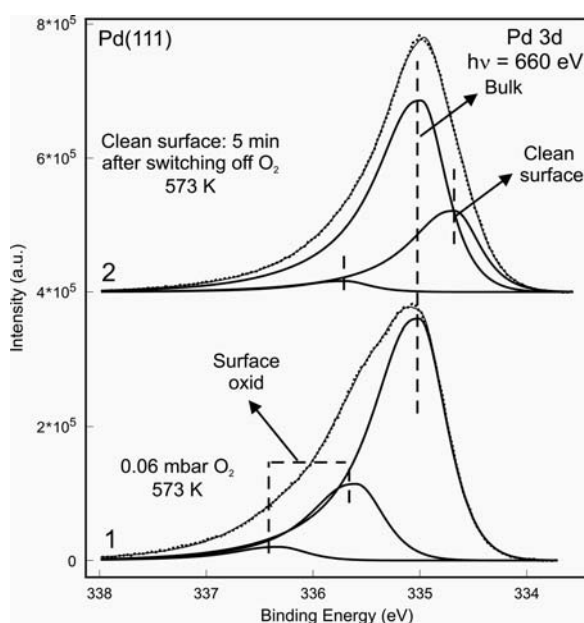 8*10⁵
Pd(111)
Pd 3d
hν = 660 eV
Bulk
Clean surface: 5 min
after switching off O₂
573 K
Clean
surface
6*10⁵
2
4*10⁵
Intensity (a.u.)
Surface
oxid
2*10⁵
0.06 mbar O₂
573 K
1
0
338
337
336
335
334
Binding Energy (eV)